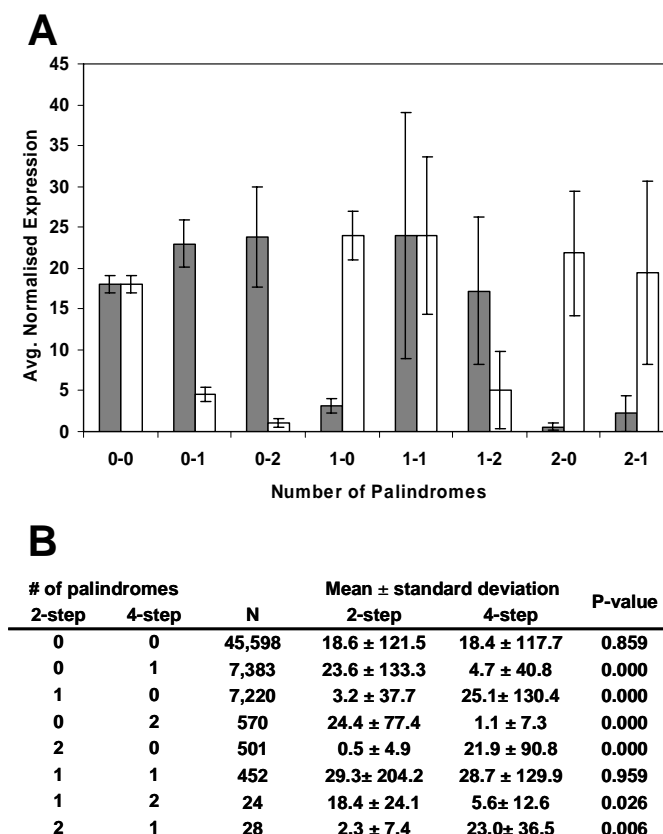 A
45
40
35
30
25
20
15
10
5
0
Avg. Normalised Expression
0-0 0-1 0-2 1-0 1-1 1-2 2-0 2-1
Number of Palindromes
B
# of palindromes Mean ± standard deviation P-value
2-step 4-step N 2-step 4-step
0 0 45,598 18.6 ± 121.5 18.4 ± 117.7 0.859
0 1 7,383 23.6 ± 133.3 4.7 ± 40.8 0.000
1 0 7,220 3.2 ± 37.7 25.1± 130.4 0.000
0 2 570 24.4 ± 77.4 1.1 ± 7.3 0.000
2 0 501 0.5 ± 4.9 21.9 ± 90.8 0.000
1 1 452 29.3± 204.2 28.7 ± 129.9 0.959
1 2 24 18.4 ± 24.1 5.6± 12.6 0.026
2 1 28 2.3 ± 7.4 23.0± 36.5 0.006